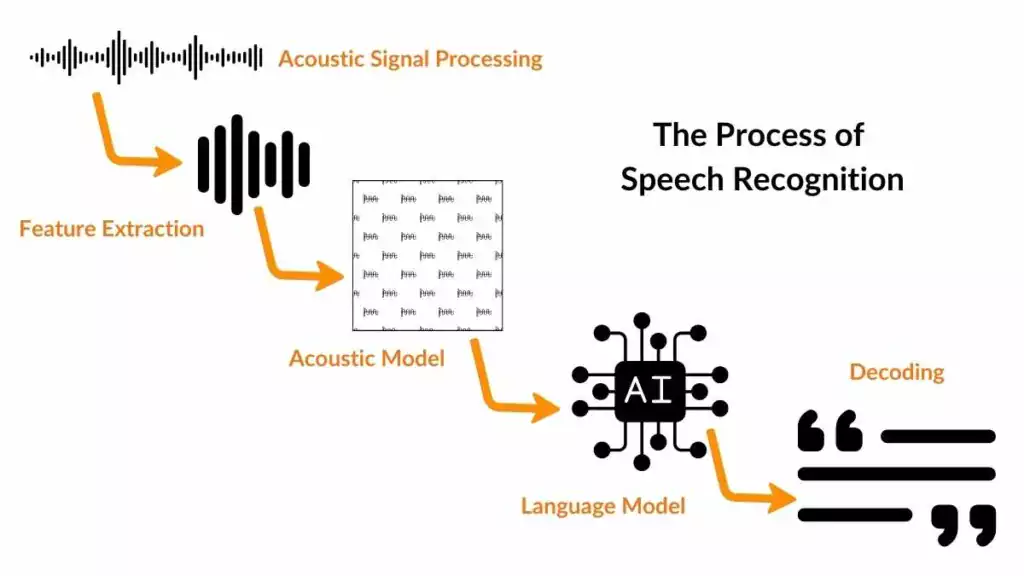 Acoustic Signal Processing
The Process of
Speech Recognition
Feature Extraction
Acoustic Model
AI
Decoding
Language Model